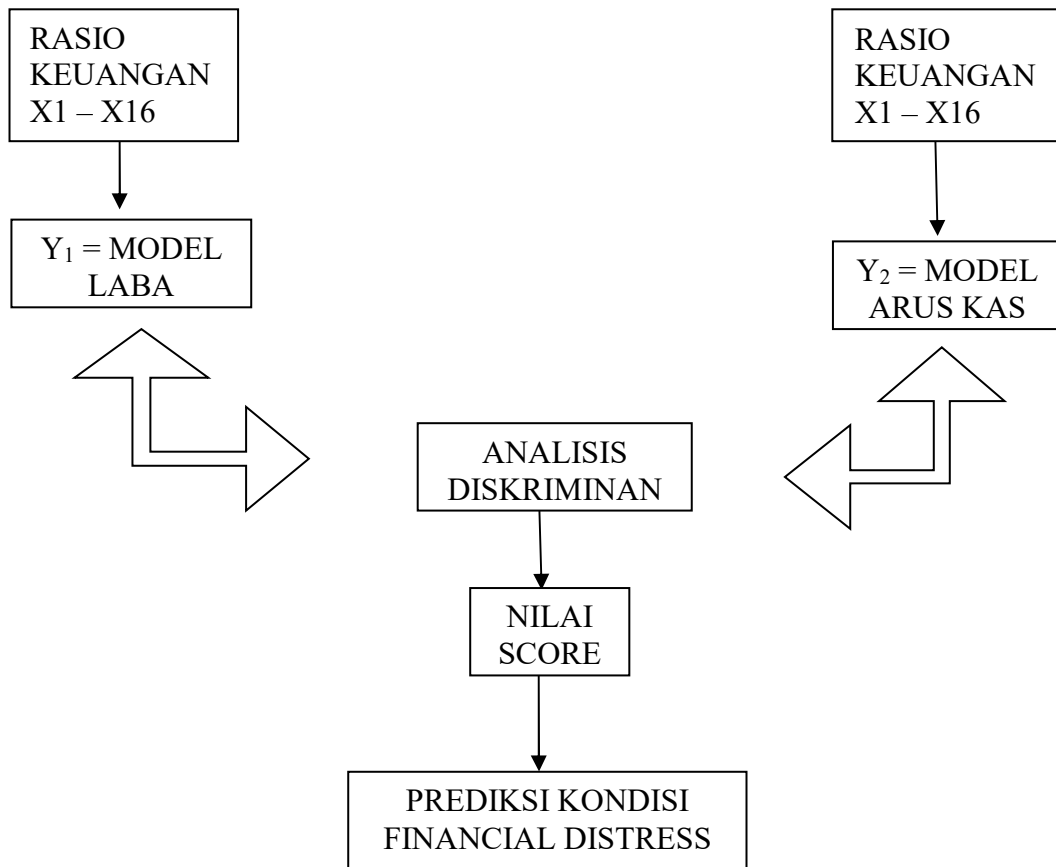 RASIO
KEUANGAN
X1 – X16
RASIO
KEUANGAN
X1 – X16
Y₁ = MODEL
LABA
Y₂ = MODEL
ARUS KAS
ANALISIS
DISKRIMINAN
NILAI
SCORE
PREDIKSI KONDISI
FINANCIAL DISTRESS